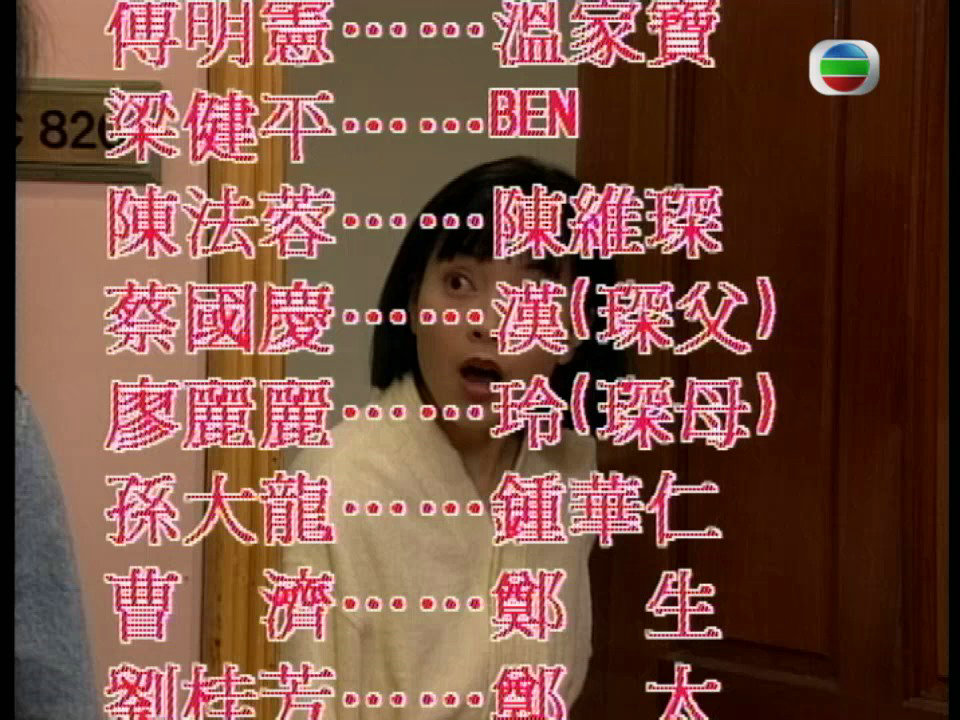 傅明憲……溫家寶
梁健平……BEN
陳法蓉……陳維琛
蔡國慶……漢(琛父)
廖麗麗……玲(琛母)
孫大龍……鍾華仁
曹 濟……鄭 生
劉桂芳……鄭 太
C 820